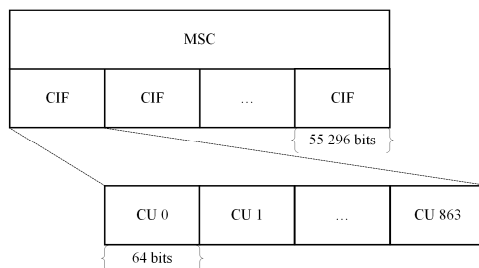 MSC
CIF CIF ... CIF
55 296 bits
CU 0 CU 1 ... CU 863
64 bits